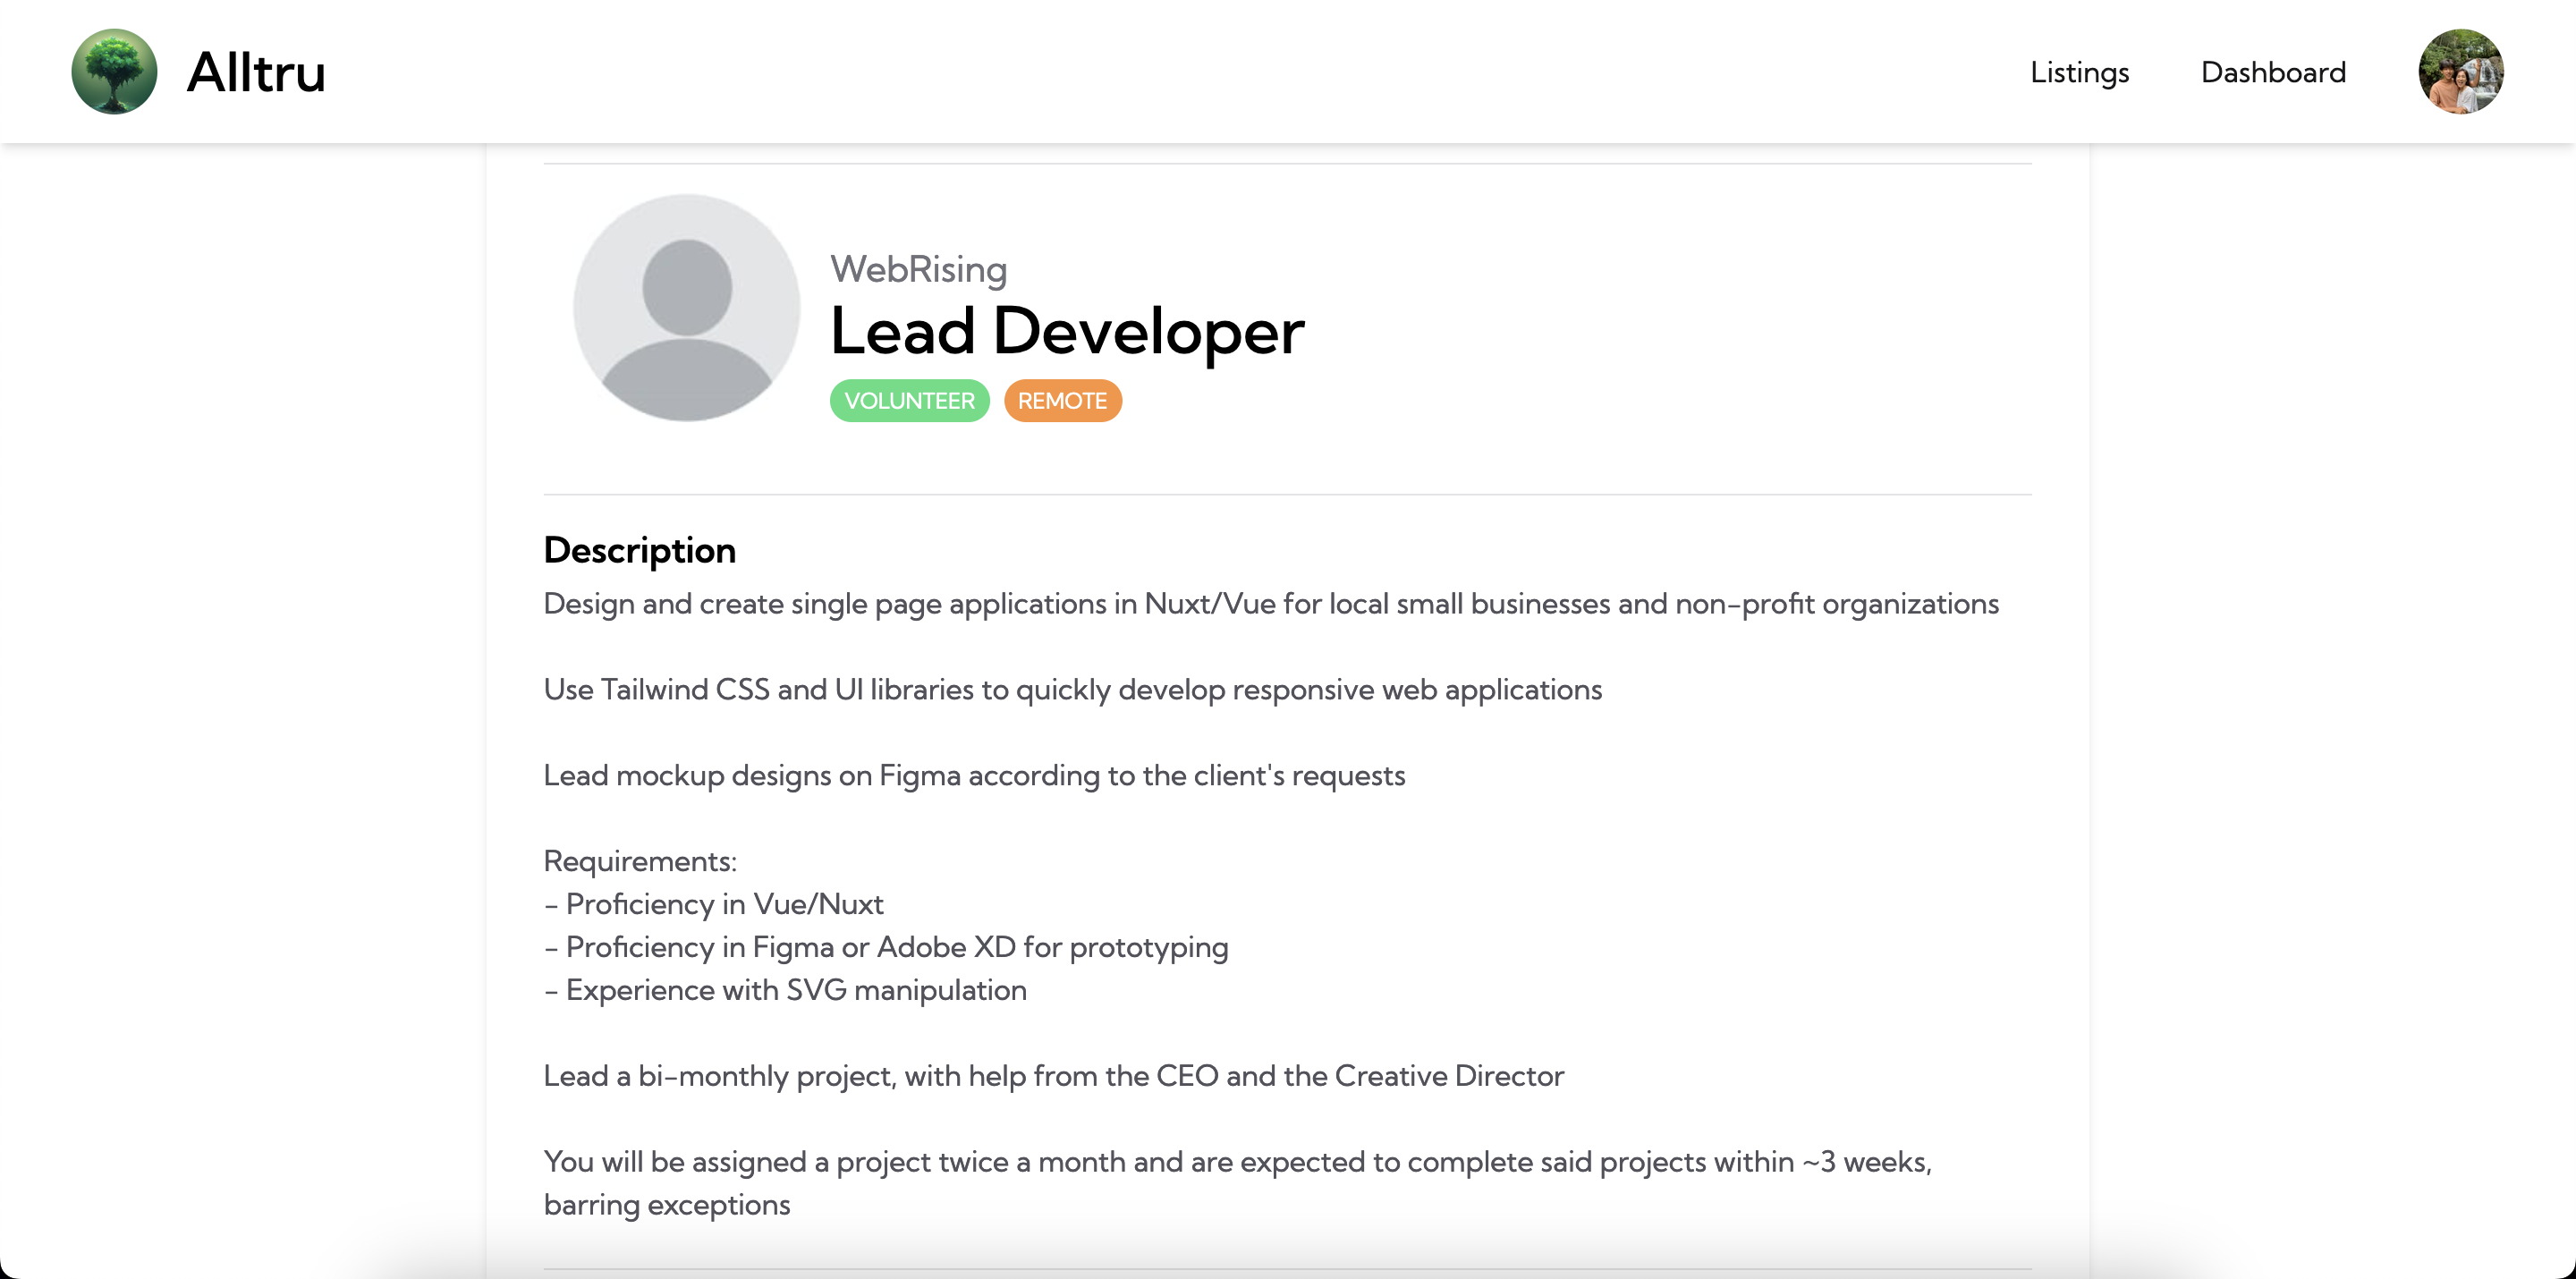 Alltru
Listings
Dashboard
WebRising
Lead Developer
VOLUNTEER
REMOTE
Description
Design and create single page applications in Nuxt/Vue for local small businesses and non-profit organizations
Use Tailwind CSS and UI libraries to quickly develop responsive web applications
Lead mockup designs on Figma according to the client's requests
Requirements:
- Proficiency in Vue/Nuxt
- Proficiency in Figma or Adobe XD for prototyping
- Experience with SVG manipulation
Lead a bi-monthly project, with help from the CEO and the Creative Director
You will be assigned a project twice a month and are expected to complete said projects within ~3 weeks,
barring exceptions